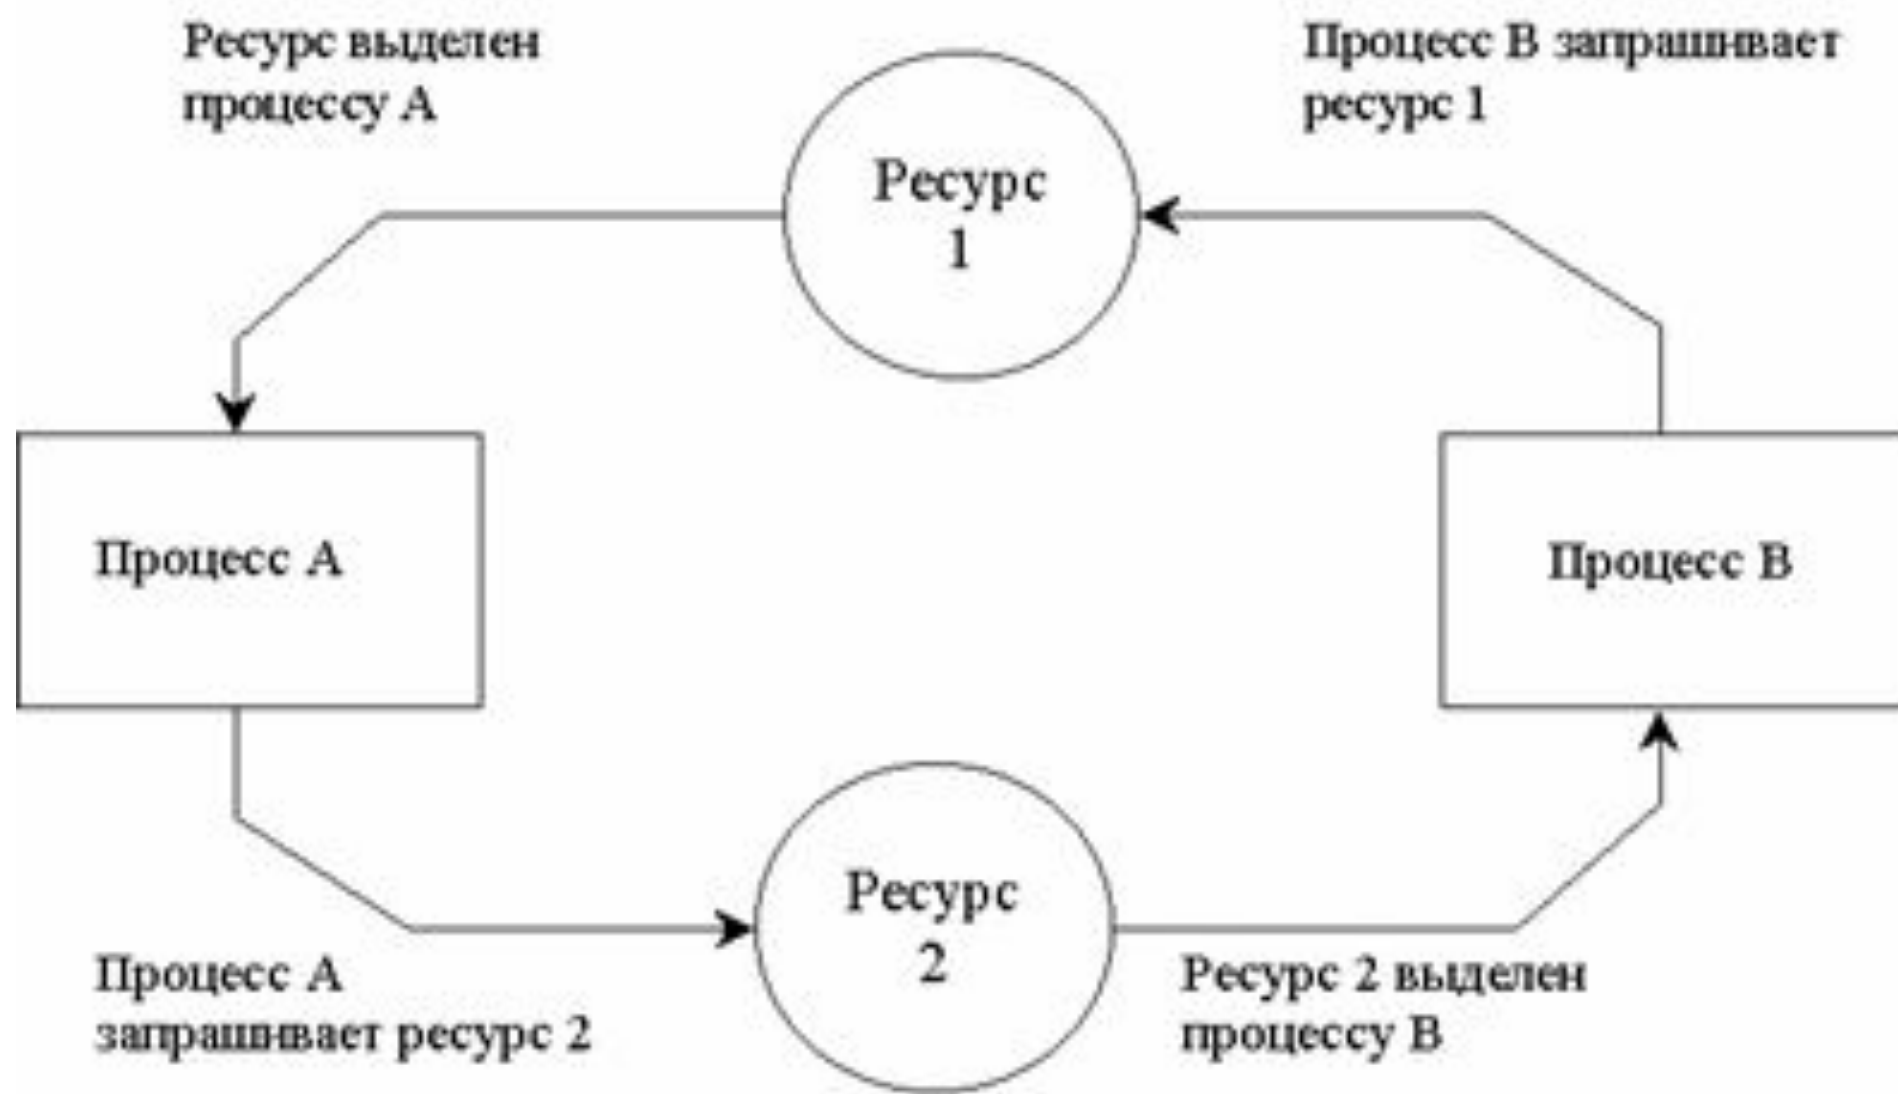 Ресурс выделен
процессу А
Процесс В запрашивает
ресурс 1
Ресурс
1
Процесс А
Процесс В
Ресурс
2
Процесс А
запрашивает ресурс 2
Ресурс 2 выделен
процессу В